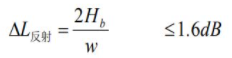 ΔL反射 = 2H_b / w ≤1.6dB